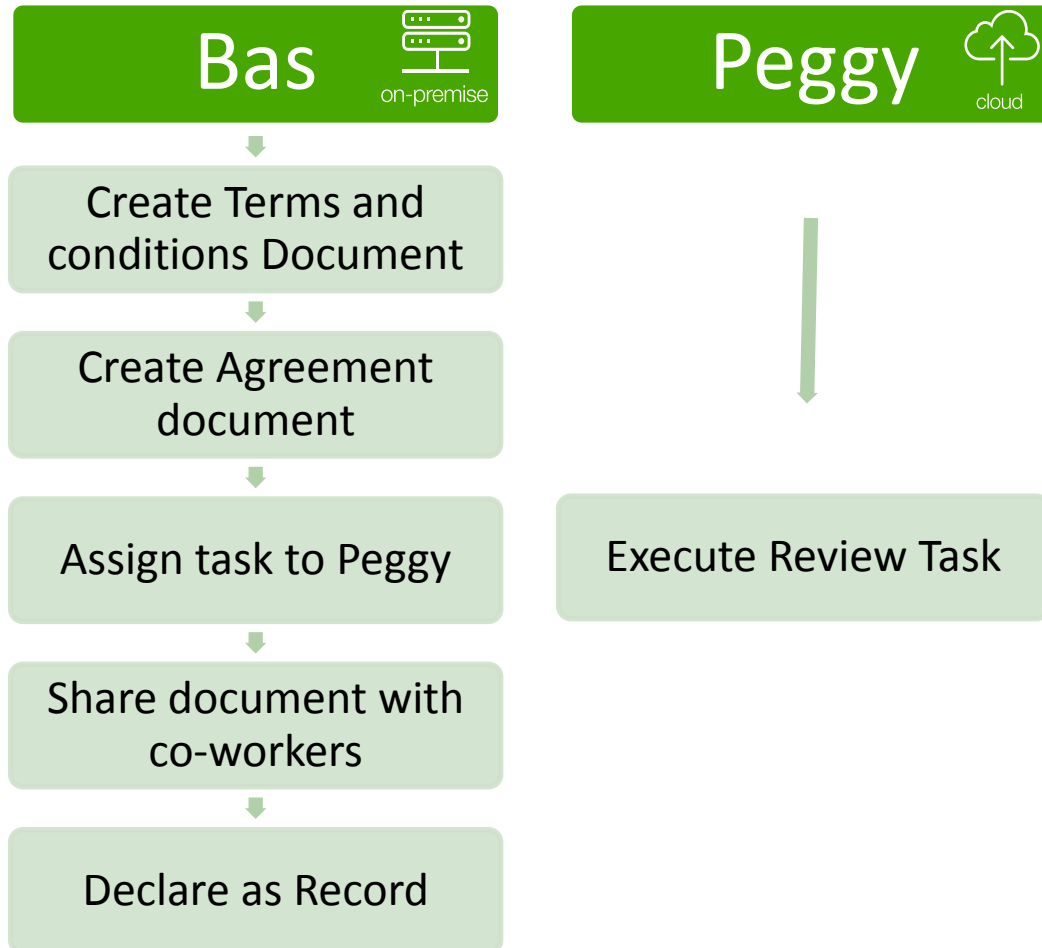 Bas
on-premise
Create Terms and
conditions Document
Create Agreement
document
Assign task to Peggy
Share document with
co-workers
Declare as Record
Peggy
cloud
Execute Review Task